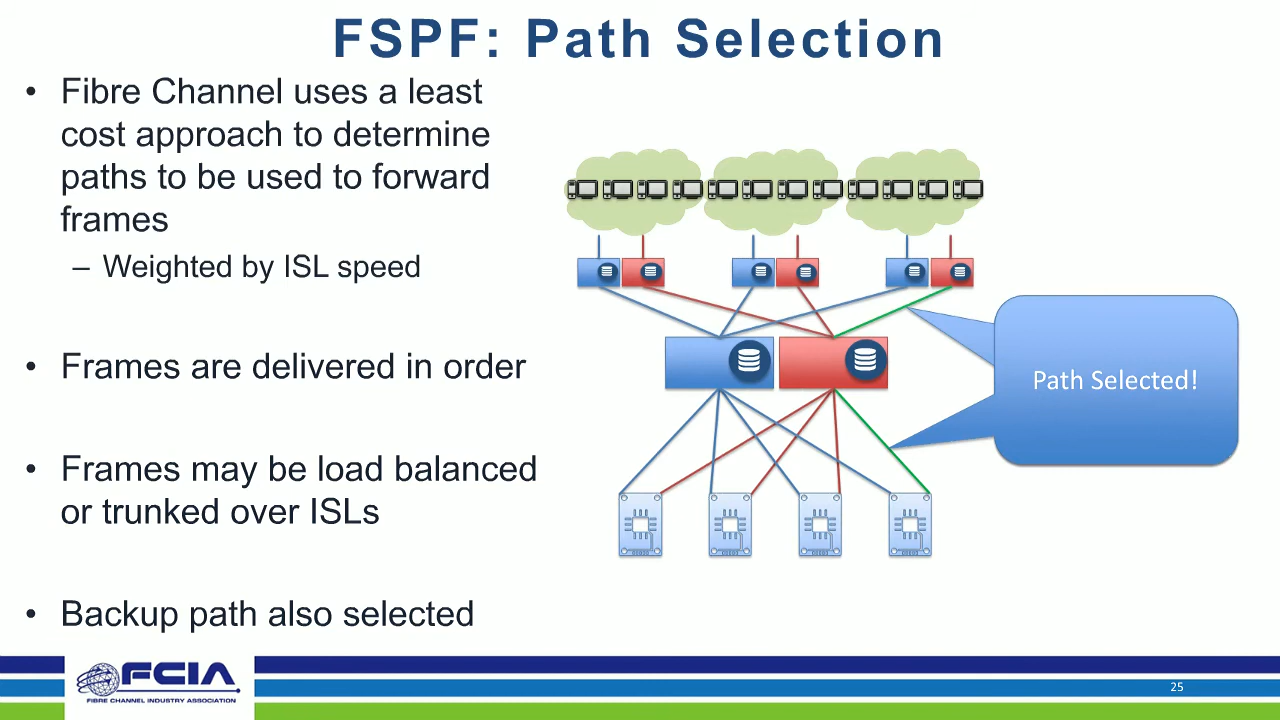 FSPF: Path Selection
• Fibre Channel uses a least
cost approach to determine
paths to be used to forward
frames
– Weighted by ISL speed
• Frames are delivered in order
• Frames may be load balanced
or trunked over ISLs
• Backup path also selected
Path Selected!
FCIA
FIBRE CHANNEL INDUSTRY ASSOCIATION
25